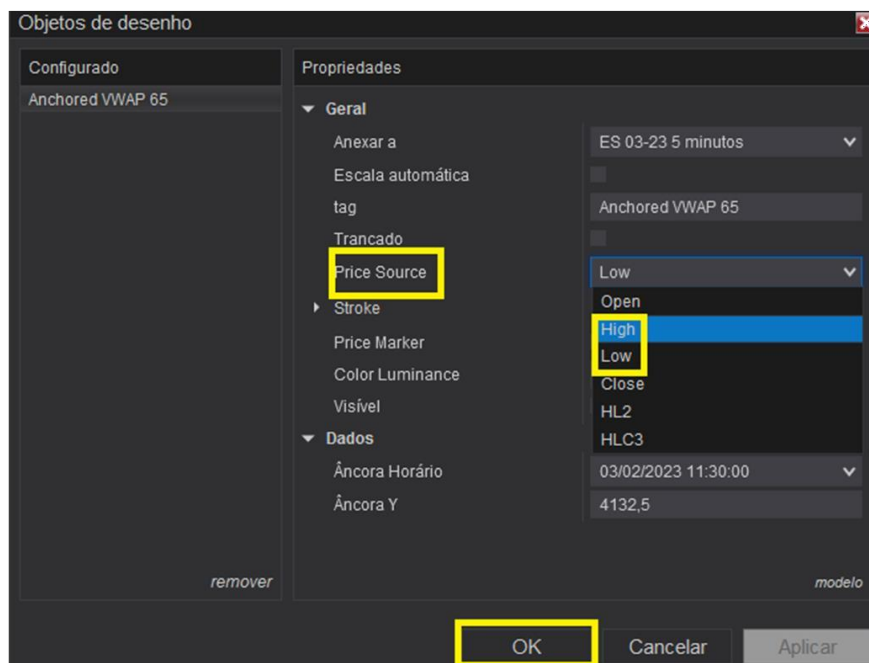 Objetos de desenho
Configurado
Anchored VWAP 65
remover
Propriedades
Geral
Anexar a ES 03-23 5 minutos
Escala automática
tag Anchored VWAP 65
Trancado
Price Source Low
Open
Stroke
High
Price Marker
Low
Color Luminance
Close
Visível
HL2
Dados
HLC3
Âncora Horário 03/02/2023 11:30:00
Âncora Y 4132,5
modelo
OK Cancelar Aplicar